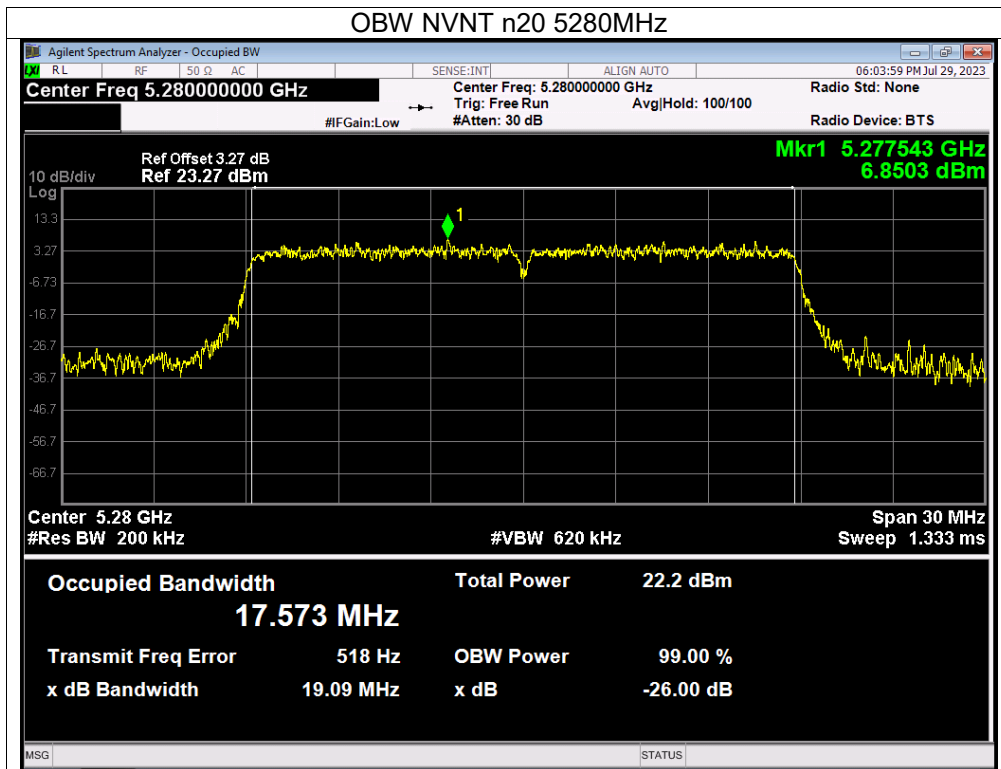 OBW NVNT n20 5280MHz
Agilent Spectrum Analyzer - Occupied BW
LXI RL RF 50 Ω AC SENSE:INT ALIGN AUTO 06:03:59 PM Jul 29, 2023
Center Freq 5.280000000 GHz Center Freq: 5.280000000 GHz Radio Std: None
Trig: Free Run Avg|Hold: 100/100
#IFGain:Low #Atten: 30 dB Radio Device: BTS
Mkr1 5.277543 GHz
6.8503 dBm
Ref Offset 3.27 dB
10 dB/div Ref 23.27 dBm
Log
1
13.3
3.27
-6.73
-16.7
-26.7
-36.7
-46.7
-56.7
-66.7
Center 5.28 GHz Span 30 MHz
#Res BW 200 kHz #VBW 620 kHz Sweep 1.333 ms
Occupied Bandwidth Total Power 22.2 dBm
17.573 MHz
Transmit Freq Error 518 Hz OBW Power 99.00 %
x dB Bandwidth 19.09 MHz x dB -26.00 dB
MSG STATUS